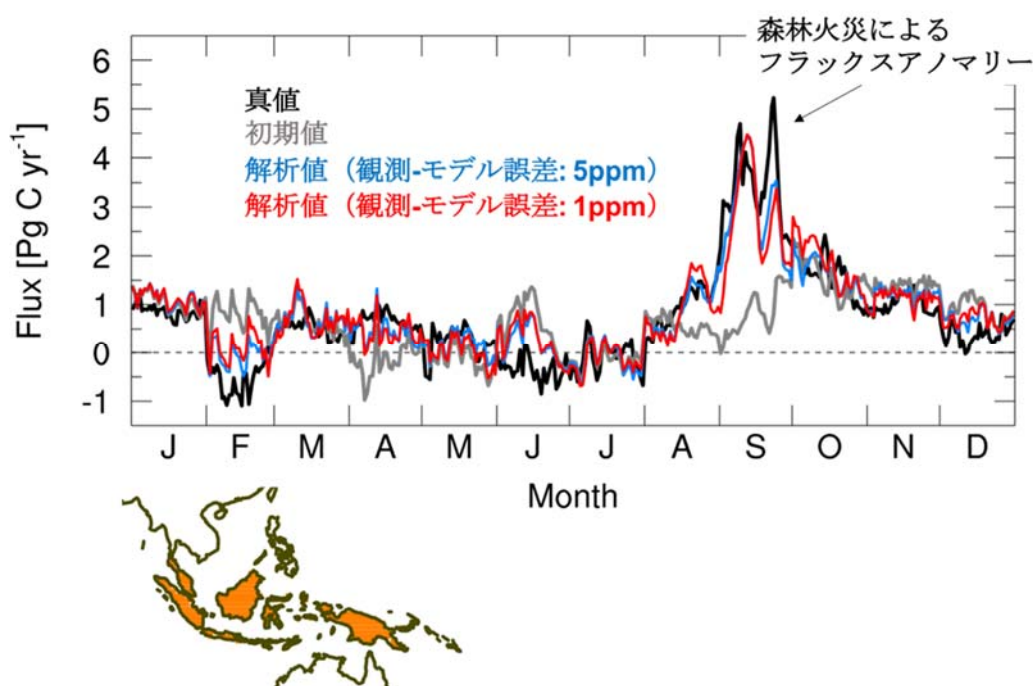 森林火災による
フラックスアノマリー
真値
初期値
解析値（観測-モデル誤差: 5ppm）
解析値（観測-モデル誤差: 1ppm）
Flux [Pg C yr⁻¹]
6
5
4
3
2
1
0
-1
J F M A M J J A S O N D
Month